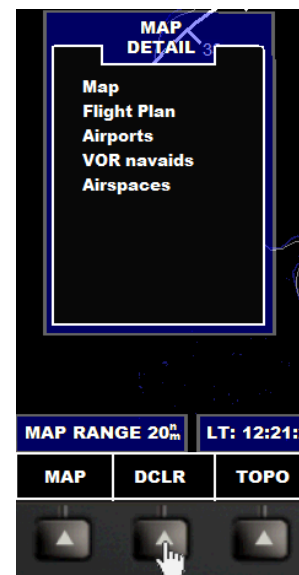 MAP
DETAIL
Map
Flight Plan
Airports
VOR navaids
Airspaces
MAP RANGE 20nm
LT: 12:21:
MAP
DCLR
TOPO